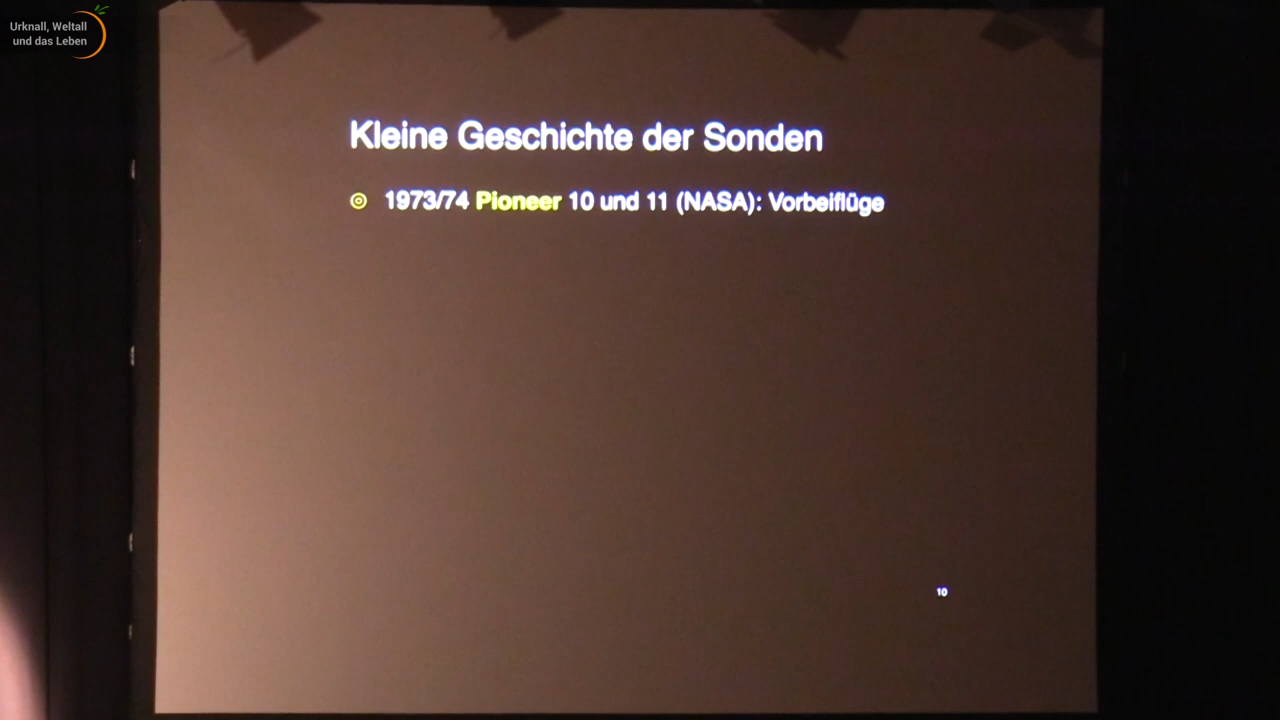 Urknall, Weltall
und das Leben
Kleine Geschichte der Sonden
1973/74 Pioneer 10 und 11 (NASA): Vorbeiflüge
10